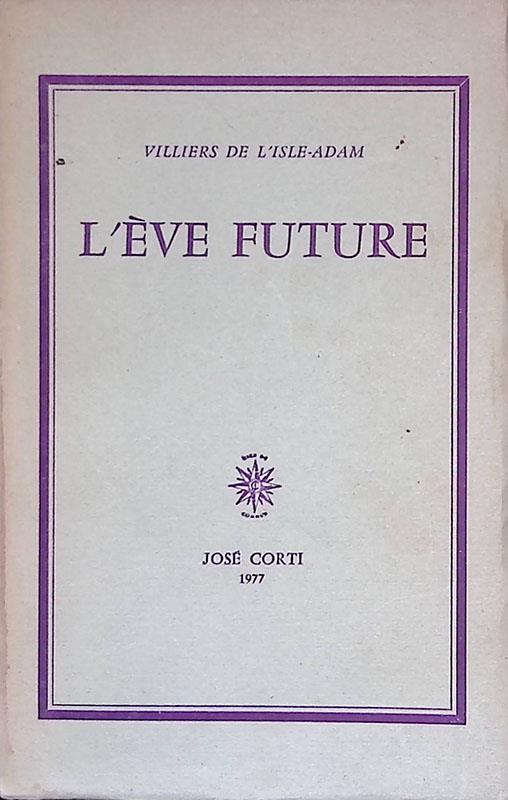 VILLIERS DE L'ISLE-ADAM
L'ÈVE FUTURE
JOSÉ CORTI
1977